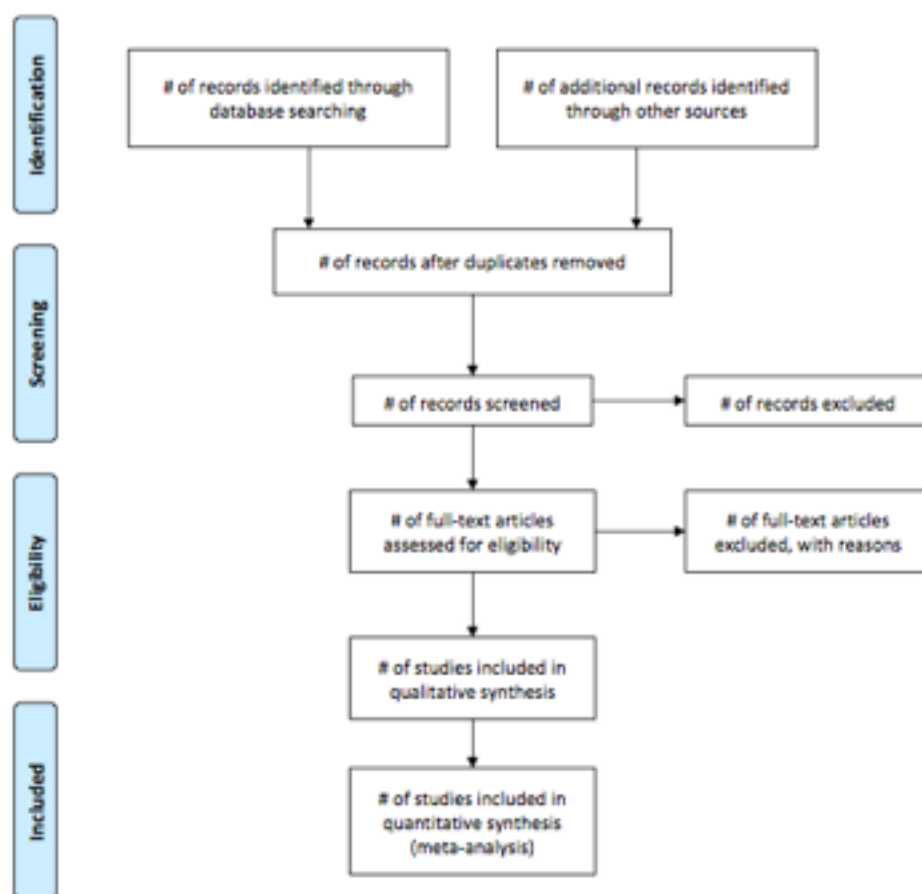 Identification
# of records identified through
database searching
# of additional records identified
through other sources
Screening
# of records after duplicates removed
# of records screened
# of records excluded
Eligibility
# of full-text articles
assessed for eligibility
# of full-text articles
excluded, with reasons
# of studies included in
qualitative synthesis
Included
# of studies included in
quantitative synthesis
(meta-analysis)